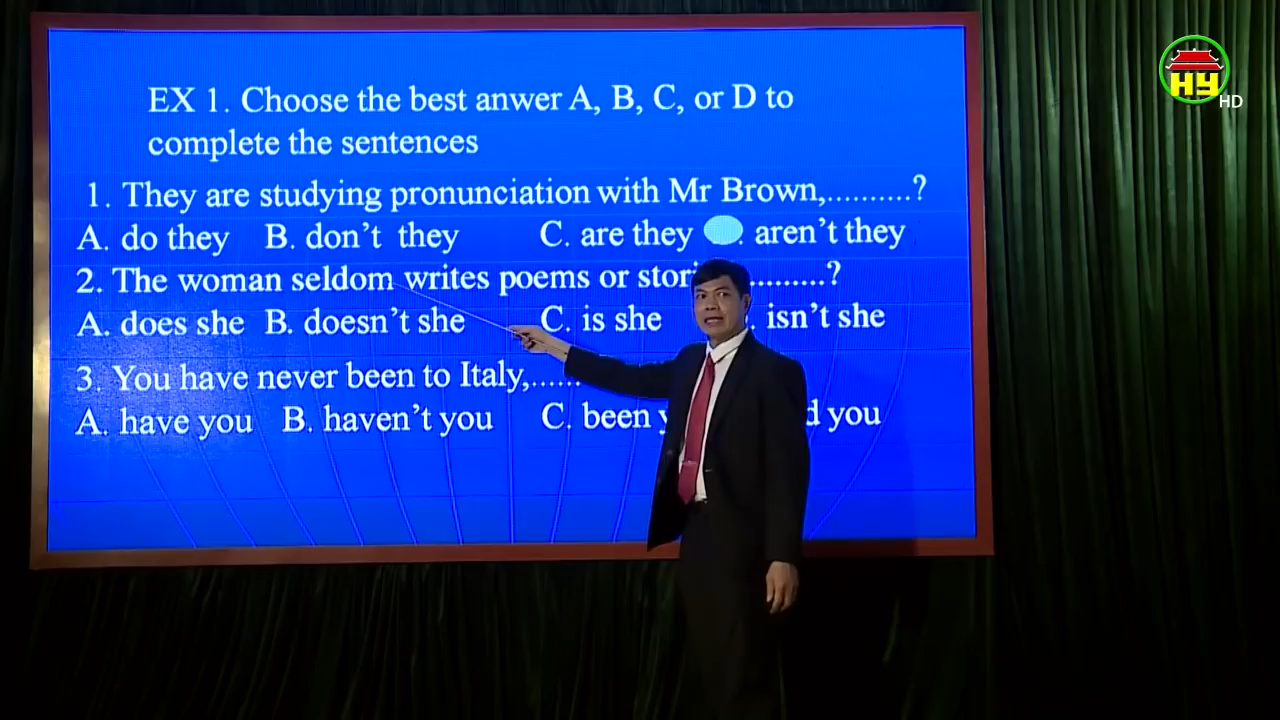 EX 1. Choose the best anwer A, B, C, or D to
complete the sentences
1. They are studying pronunciation with Mr Brown,..........?
A. do they B. don't they C. are they . aren't they
2. The woman seldom writes poems or .........?
A. does she B. doesn't she C. is she . isn't she
3. You have never been to Italy,......
A. have you B. haven't you C. been you
HY
HD